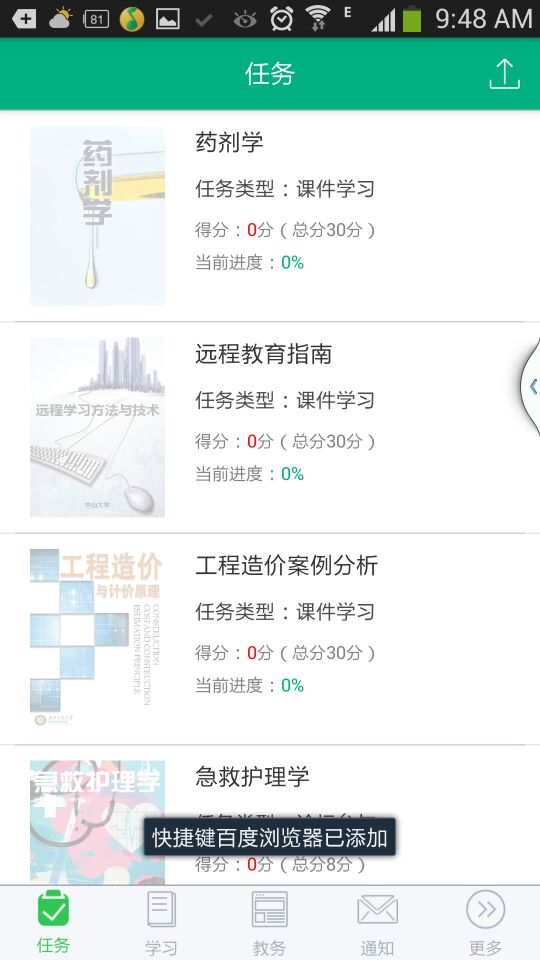 81
E
9:48 AM
任务
药剂学
药剂学
任务类型：课件学习
得分：0分（总分30分）
当前进度：0%
远程学习方法与技术
中山大学
远程教育指南
任务类型：课件学习
得分：0分（总分30分）
当前进度：0%
工程造价
与计价原理
CONSTRUCTION
COST AND CONSTRUCTION
ESTIMATION PRINCIPLE
工程造价案例分析
任务类型：课件学习
得分：0分（总分30分）
当前进度：0%
急救护理学
急救护理学
任务类型：论坛参与
快捷键百度浏览器已添加
得分：0分（总分8分）
任务
学习
教务
通知
更多